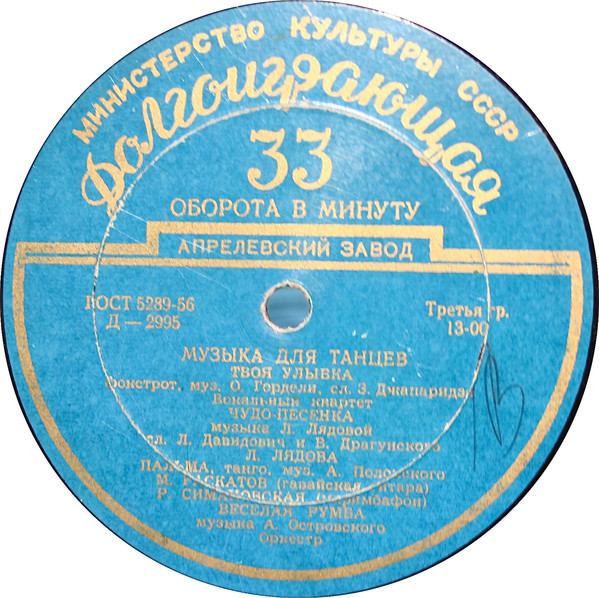 МИНИСТЕРСТВО КУЛЬТУРЫ СССР
Долгоиграющая
33
ОБОРОТА В МИНУТУ
АПРЕЛЕВСКИЙ ЗАВОД
ГОСТ 5289-56
Д — 2995
Третья гр.
13-00
МУЗЫКА ДЛЯ ТАНЦЕВ
ТВОЯ УЛЫБКА
Фокстрот, муз. О. Гордели, сл. З. Джапаридзе
Вокальный квартет
ЧУДО-ПЕСЕНКА
музыка Л. Лядовой
сл. Л. Давидович и В. Драгунского
Л. ЛЯДОВА
ПАЛЬМА, танго, муз. А. Полонского
М. РАСКАТОВ (гавайская гитара)
Р. СИМАНОВСКАЯ (маримбафон)
ВЕСЕЛАЯ РУМБА
музыка А. Островского
Оркестр